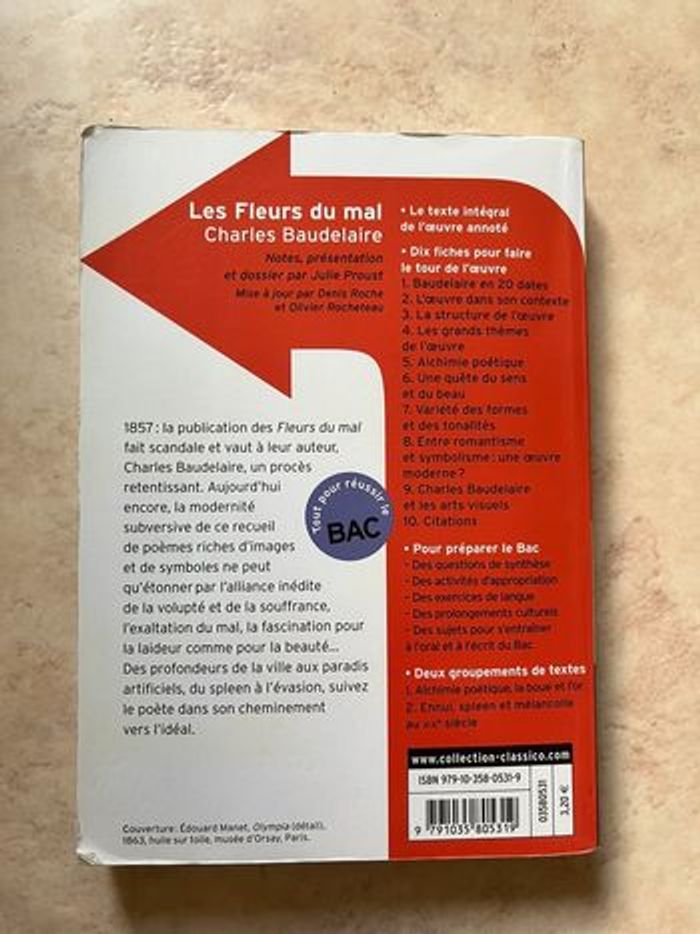 Les Fleurs du mal
Charles Baudelaire
Notes, présentation
et dossier par Julie Proust
Mise à jour par Denis Roche
et Olivier Rocheteau
1857 : la publication des Fleurs du mal
fait scandale et vaut à leur auteur,
Charles Baudelaire, un procès
retentissant. Aujourd'hui
encore, la modernité
subversive de ce recueil
de poèmes riches d'images
et de symboles ne peut
qu'étonner par l'alliance inédite
de la volupté et de la souffrance,
l'exaltation du mal, la fascination pour
la laideur comme pour la beauté...
Des profondeurs de la ville aux paradis
artificiels, du spleen à l'évasion, suivez
le poète dans son cheminement
vers l'idéal.
Tout pour réussir le
BAC
Couverture : Édouard Manet, Olympia (détail),
1863, huile sur toile, musée d'Orsay, Paris.
• Le texte intégral
de l'œuvre annoté
• Dix fiches pour faire
le tour de l'œuvre
1. Baudelaire en 20 dates
2. L'œuvre dans son contexte
3. La structure de l'œuvre
4. Les grands thèmes
de l'œuvre
5. Alchimie poétique
6. Une quête du sens
et du beau
7. Variété des formes
et des tonalités
8. Entre romantisme
et symbolisme : une œuvre
moderne ?
9. Charles Baudelaire
et les arts visuels
10. Citations
• Pour préparer le Bac
- Des questions de synthèse
- Des activités d'appropriation
- Des exercices de langue
- Des prolongements culturels
- Des sujets pour s'entraîner
à l'oral et à l'écrit du Bac
• Deux groupements de textes
1. Alchimie poétique, la boue et l'or
2. Ennui, spleen et mélancolie
au XIXe siècle
www.collection-classico.com
ISBN 979-10-358-0531-9
9 791035 805319
03580531
3,20 €